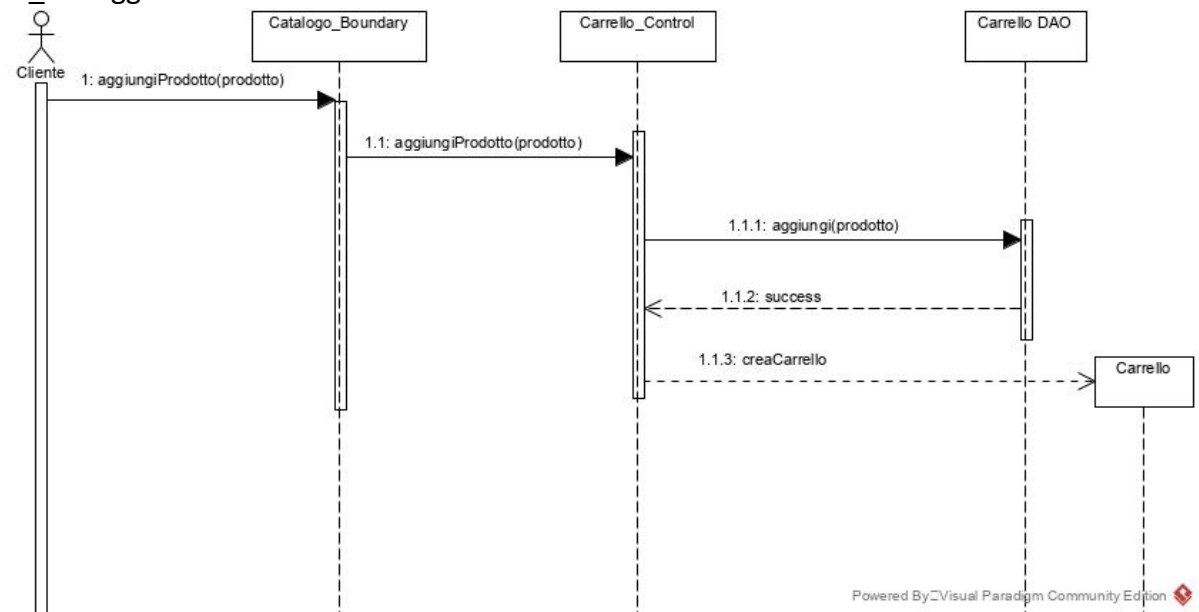 Catalogo_Boundary
Carrello_Control
Carrello DAO
Cliente
1: aggiungiProdotto(prodotto)
1.1: aggiungiProdotto(prodotto)
1.1.1: aggiungi(prodotto)
1.1.2: success
1.1.3: creaCarrello
Carrello
Powered By Visual Paradigm Community Edition